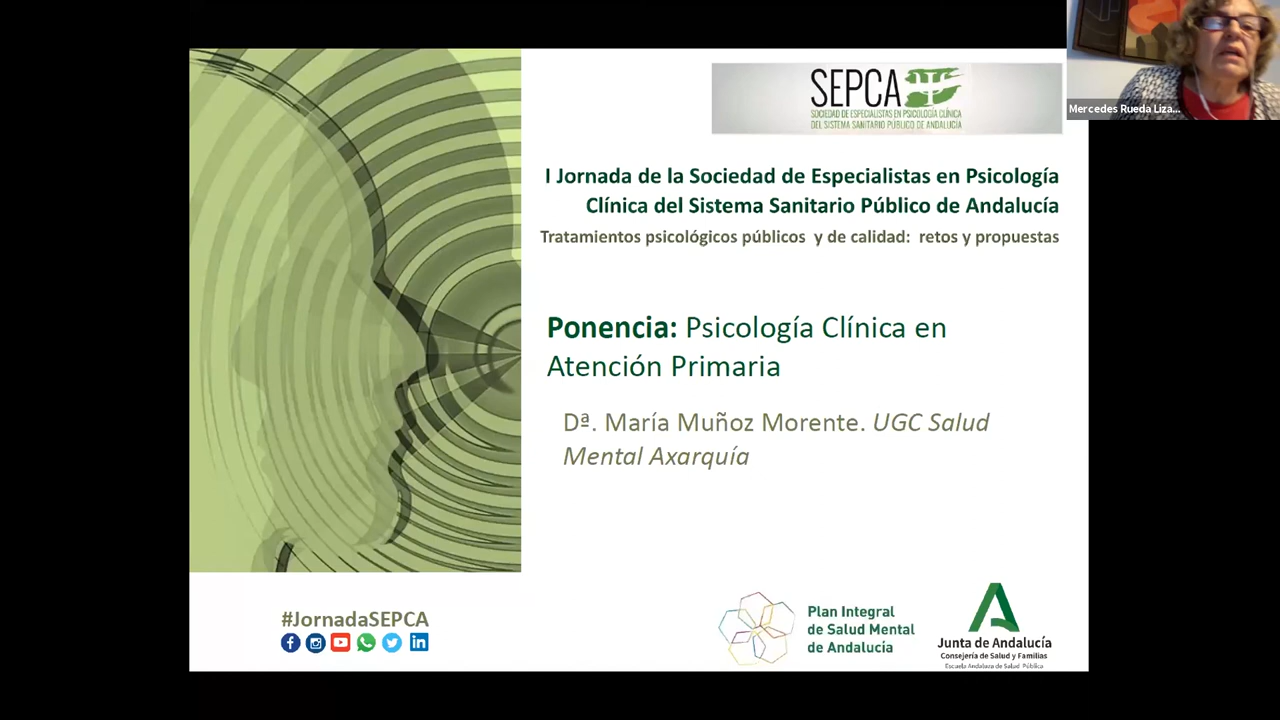 SEPCA
SOCIEDAD DE ESPECIALISTAS EN PSICOLOGÍA CLÍNICA
DEL SISTEMA SANITARIO PÚBLICO DE ANDALUCÍA
Mercedes Rueda Liza...
I Jornada de la Sociedad de Especialistas en Psicología
Clínica del Sistema Sanitario Público de Andalucía
Tratamientos psicológicos públicos y de calidad: retos y propuestas
Ponencia: Psicología Clínica en
Atención Primaria
Dª. María Muñoz Morente. UGC Salud
Mental Axarquía
#JornadaSEPCA
Plan Integral
de Salud Mental
de Andalucía
Junta de Andalucía
Consejería de Salud y Familias
Escuela Andaluza de Salud Pública